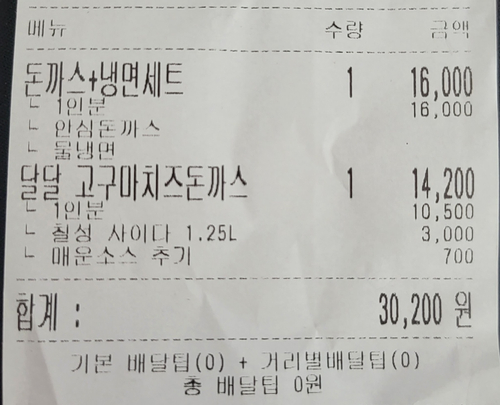 메뉴 수량 금액
돈까스+냉면세트 1 16,000
└ 1인분 16,000
└ 안심돈까스
└ 물냉면
달달 고구마치즈돈까스 1 14,200
└ 1인분 10,500
└ 칠성 사이다 1.25L 3,000
└ 매운소스 추가 700
합계 : 30,200 원
기본 배달팁(0) + 거리별배달팁(0)
총 배달팁 0원